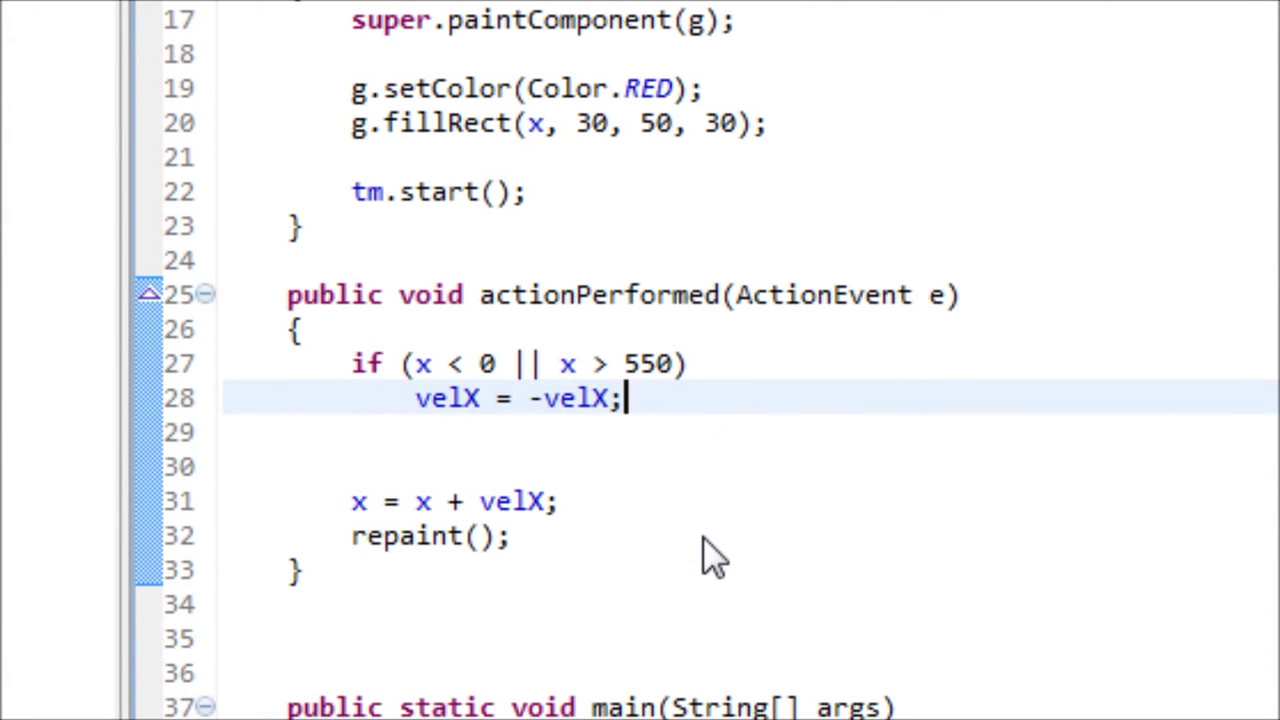 17 super.paintComponent(g);
18
19 g.setColor(Color.RED);
20 g.fillRect(x, 30, 50, 30);
21
22 tm.start();
23 }
24
25 public void actionPerformed(ActionEvent e)
26 {
27 if (x < 0 || x > 550)
28 velX = -velX;
29
30
31 x = x + velX;
32 repaint();
33 }
34
35
36
37 public static void main(String[] args)